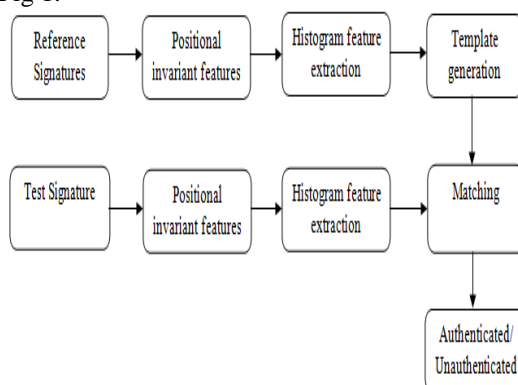 Fig 1.
Reference
Signatures
Positional
invariant features
Histogram feature
extraction
Template
generation
Test Signature
Positional
invariant features
Histogram feature
extraction
Matching
Authenticated/
Unauthenticated